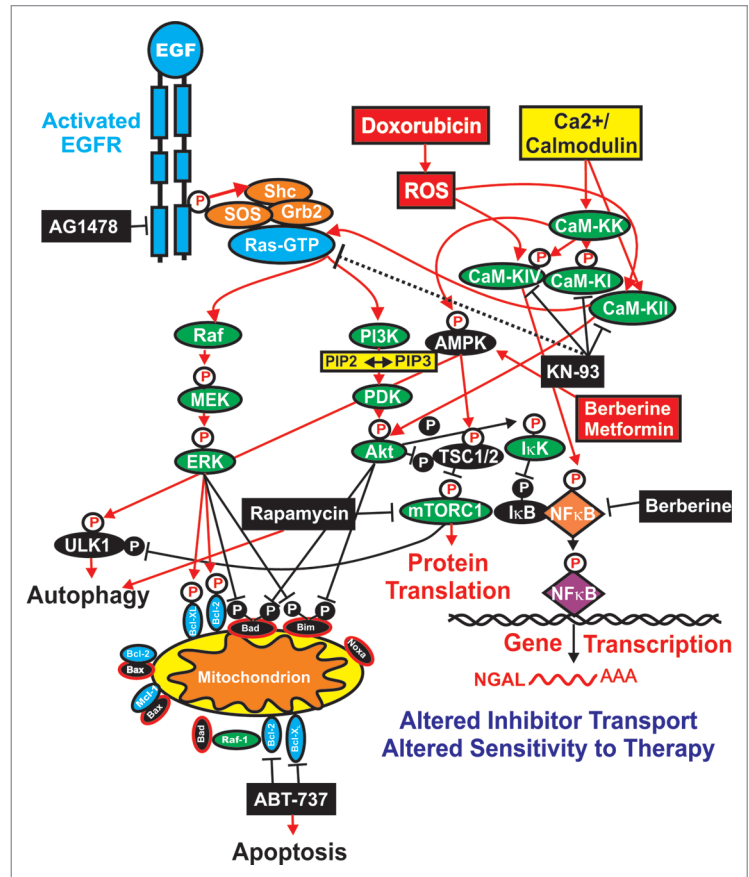 EGF
Activated
EGFR
Doxorubicin
Ca2+/
Calmodulin
ROS
P
Shc
SOS
Grb2
AG1478
Ras-GTP
CaM-KK
P
P
CaM-KIV
CaM-KI
CaM-KII
P
Raf
PI3K
AMPK
PIP2
PIP3
KN-93
P
MEK
PDK
Berberine
Metformin
P
P
P
P
P
ERK
Akt
P
TSC1/2
IκK
P
P
P
Rapamycin
mTORC1
IκB
NFκB
Berberine
P
ULK1
P
Autophagy
Protein
Translation
P
NFκB
P
P
Bcl-XL
Bcl-2
P
P
P
P
Bad
Bim
Noxa
Gene
Transcription
Bcl-2
Bax
Mitochondrion
NGAL
AAA
Mcl-1
Bax
Bad
Raf-1
Bcl-2
Bcl-X
Altered Inhibitor Transport
Altered Sensitivity to Therapy
ABT-737
Apoptosis